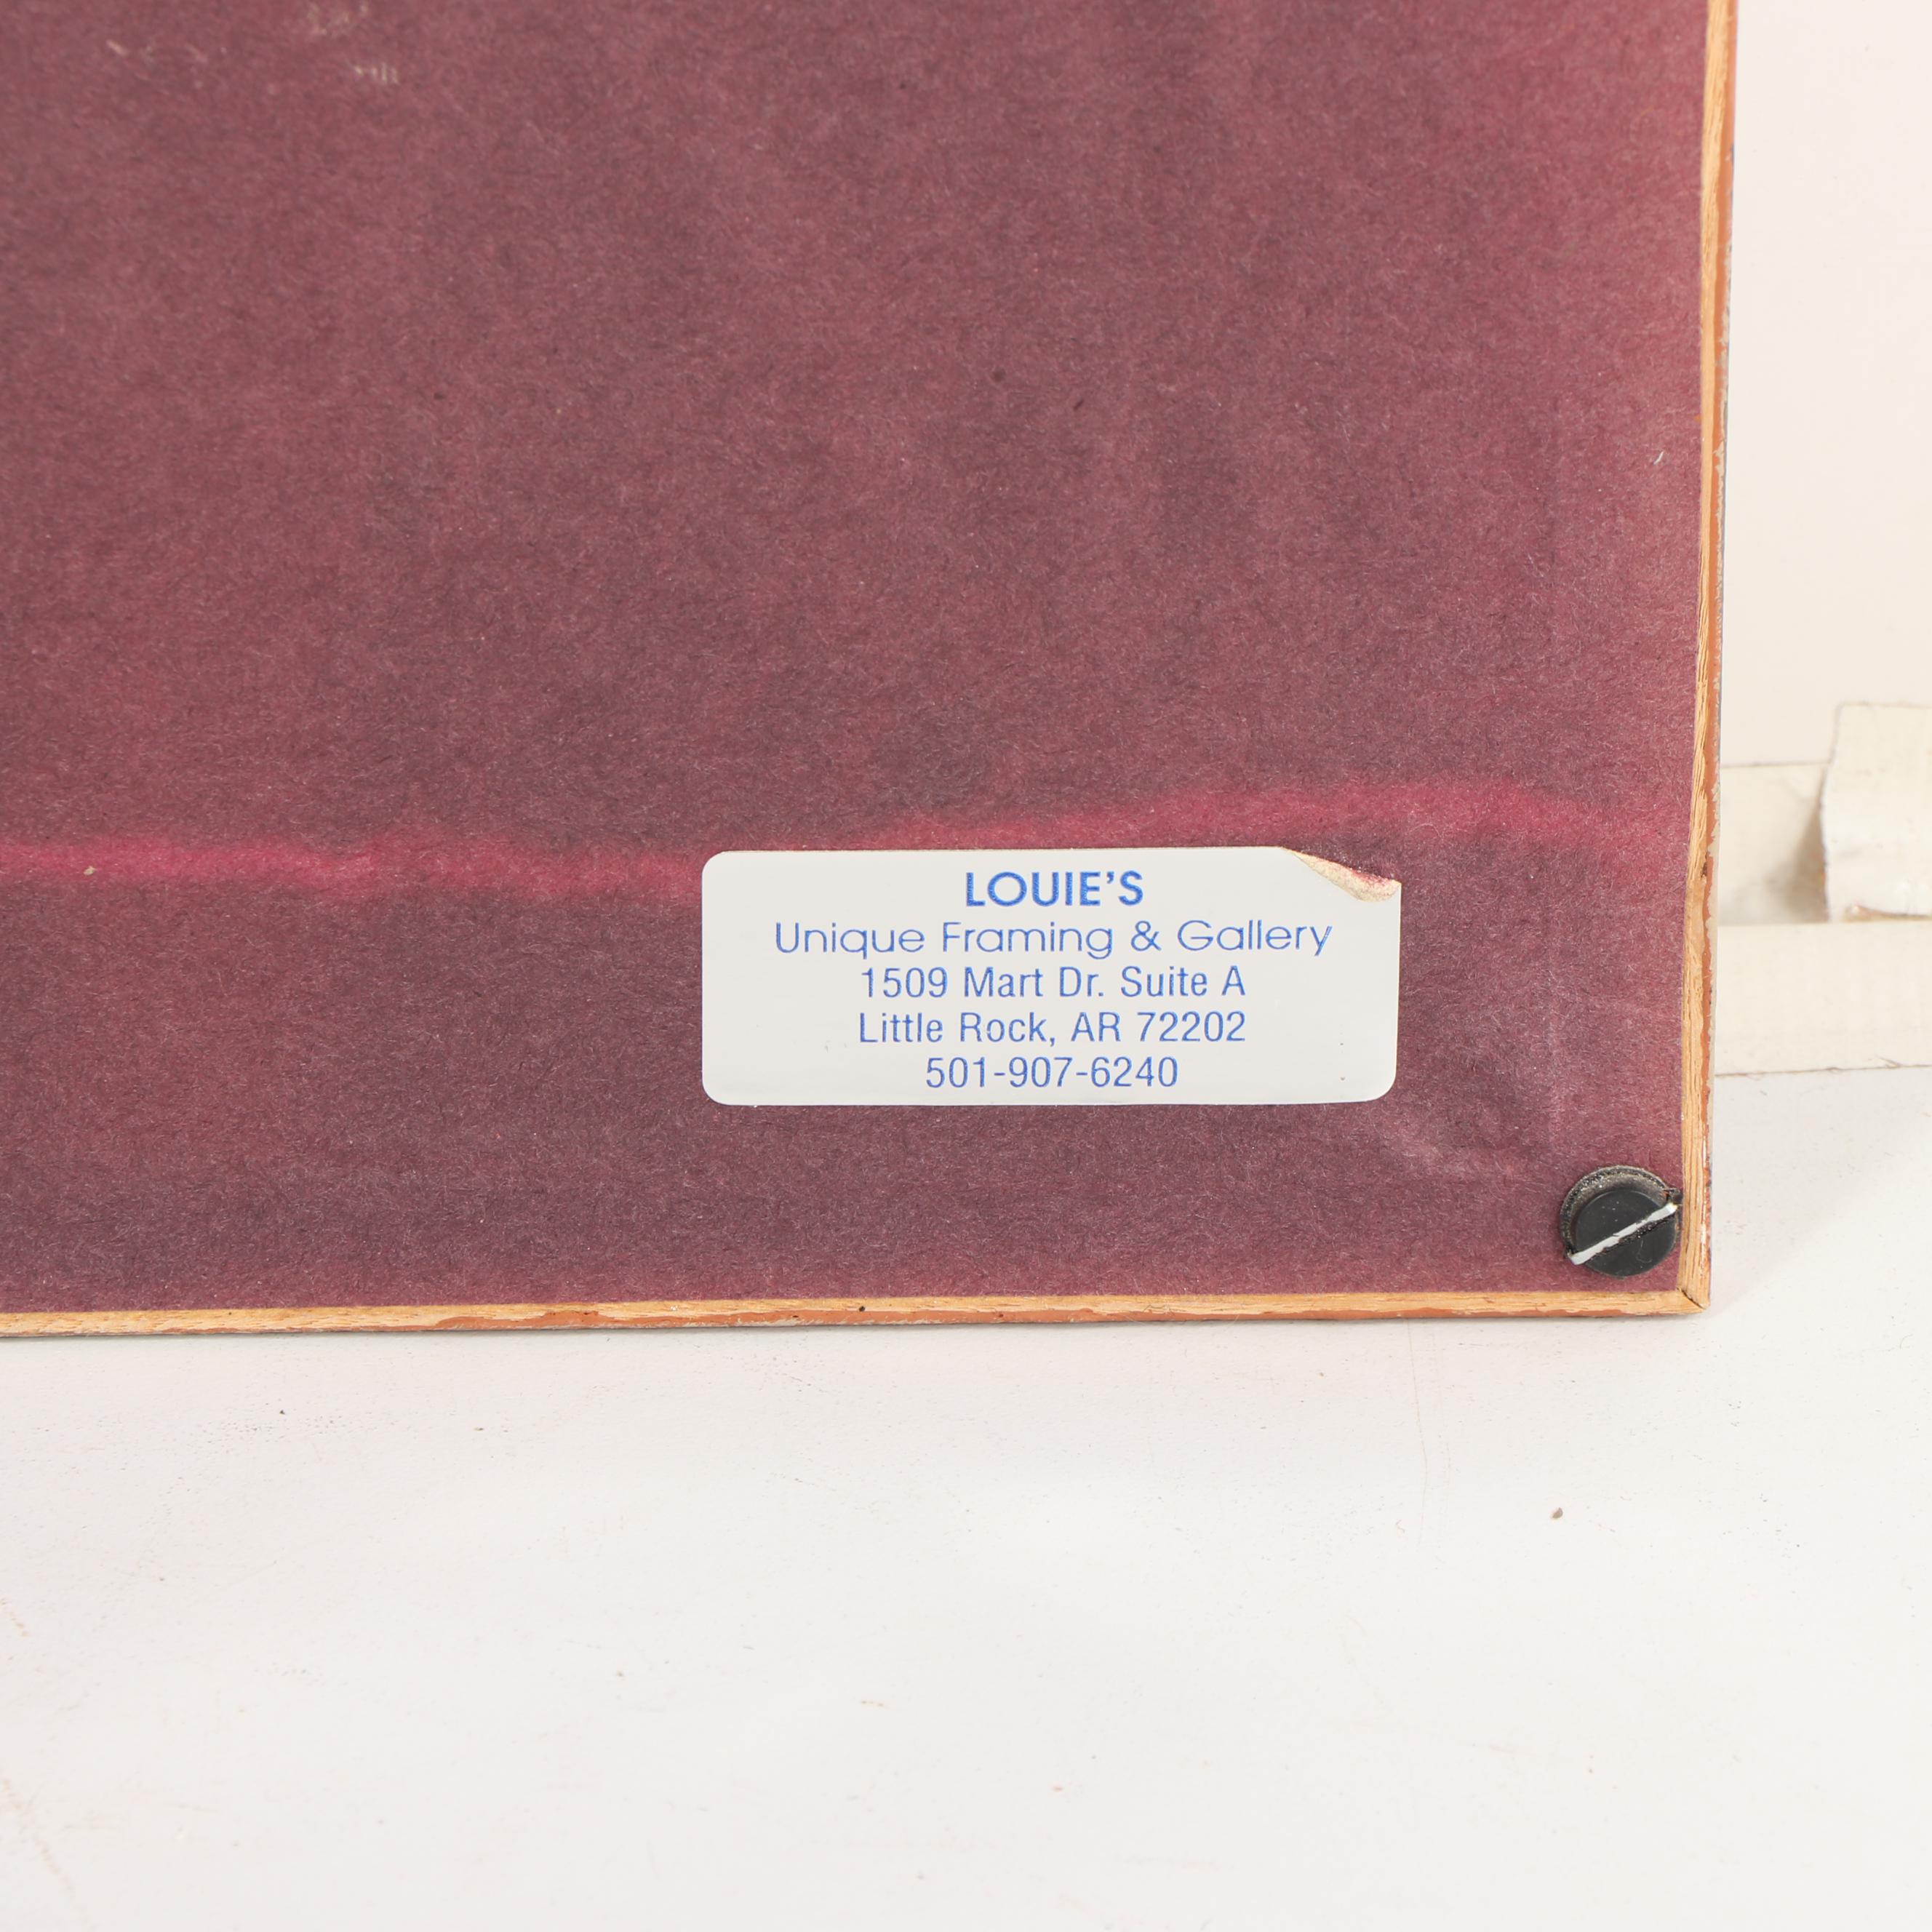 LOUIE'S
Unique Framing & Gallery
1509 Mart Dr. Suite A
Little Rock, AR 72202
501-907-6240